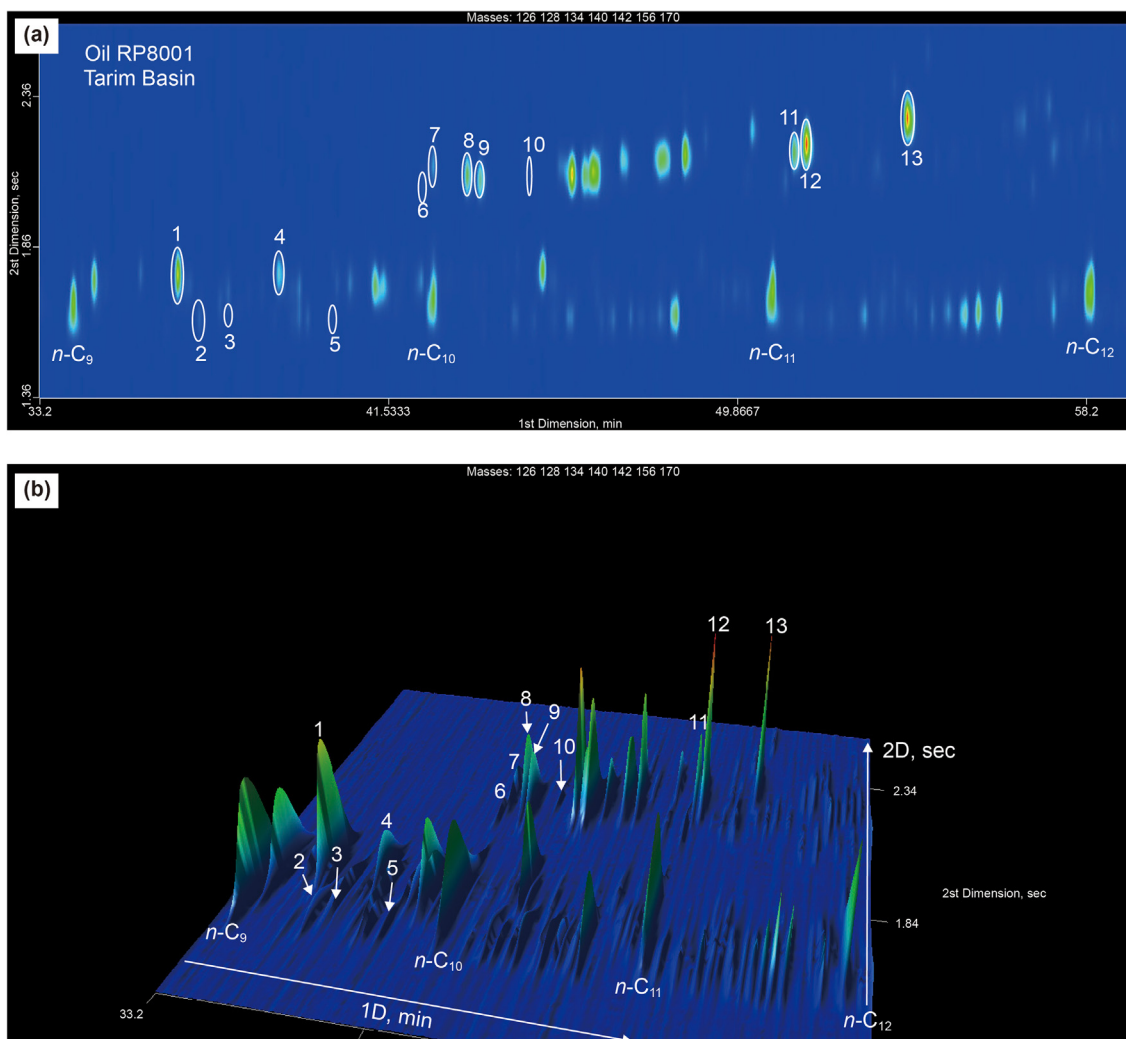 Masses: 126 128 134 140 142 156 170
(a)
Oil RP8001
Tarim Basin
2.36
1.86
1.36
2st Dimension, sec
1
2
3
4
5
6
7
8
9
10
11
12
13
n-C₉
n-C₁₀
n-C₁₁
n-C₁₂
33.2
41.5333
49.8667
58.2
1st Dimension, min
Masses: 126 128 134 140 142 156 170
(b)
12
13
8
9
1
11
2D, sec
7
10
2.34
6
4
3
2
5
2st Dimension, sec
1.84
n-C₉
n-C₁₀
n-C₁₁
1D, min
33.2
n-C₁₂